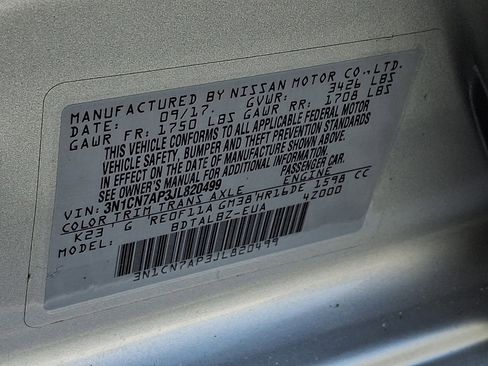 MANUFACTURED BY NISSAN MOTOR CO., LTD.
DATE: 09/17. GVWR: 3426 LBS
GAWR FR: 1750 LBS GAWR RR: 1708 LBS
THIS VEHICLE CONFORMS TO ALL APPLICABLE FEDERAL MOTOR
VEHICLE SAFETY, BUMPER, AND THEFT PREVENTION STANDARDS
IN EFFECT ON THE DATE OF MANUFACTURE SHOWN ABOVE.
SEE OWNER'S MANUAL FOR ADDITIONAL INFORMATION.
VIN: 3N1CN7AP3JL820499 PASSENGER CAR.
COLOR TRIM TRANS AXLE ENGINE
K23 G RE0F11A GM38 HR16DE 1598 CC
MODEL: BDTALBZ-EUA 42000
3N1CN7AP3JL820499